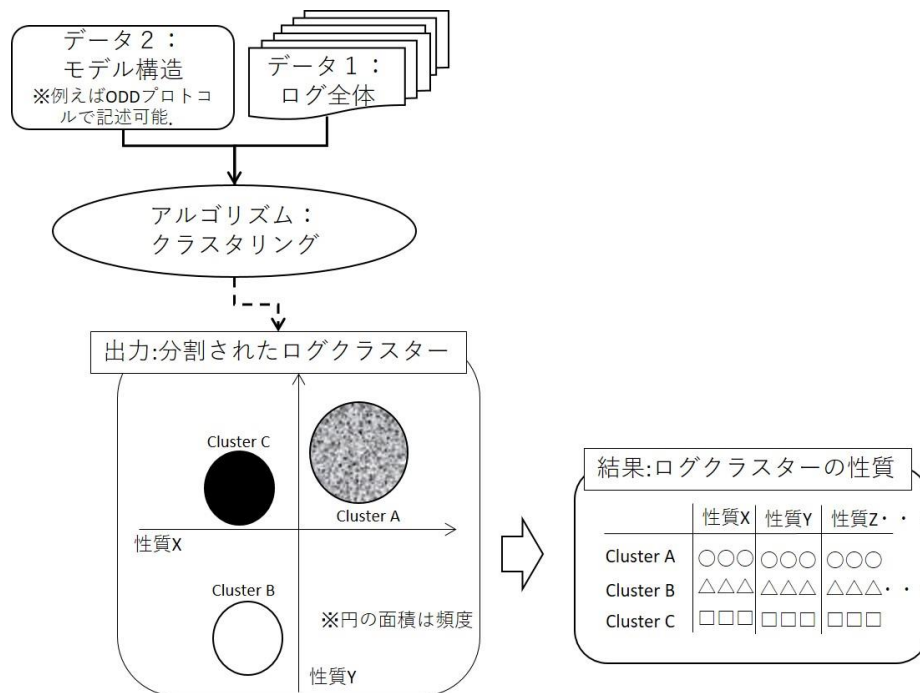 データ２：
モデル構造
※例えばODDプロトコ
ルで記述可能.
データ１：
ログ全体
アルゴリズム：
クラスタリング
出力:分割されたログクラスター
Cluster C
Cluster A
性質X
Cluster B
※円の面積は頻度
性質Y
結果:ログクラスターの性質
性質X 性質Y 性質Z・・
Cluster A ○○○ ○○○ ○○○
Cluster B △△△ △△△ △△△・・
Cluster C □□□ □□□ □□□